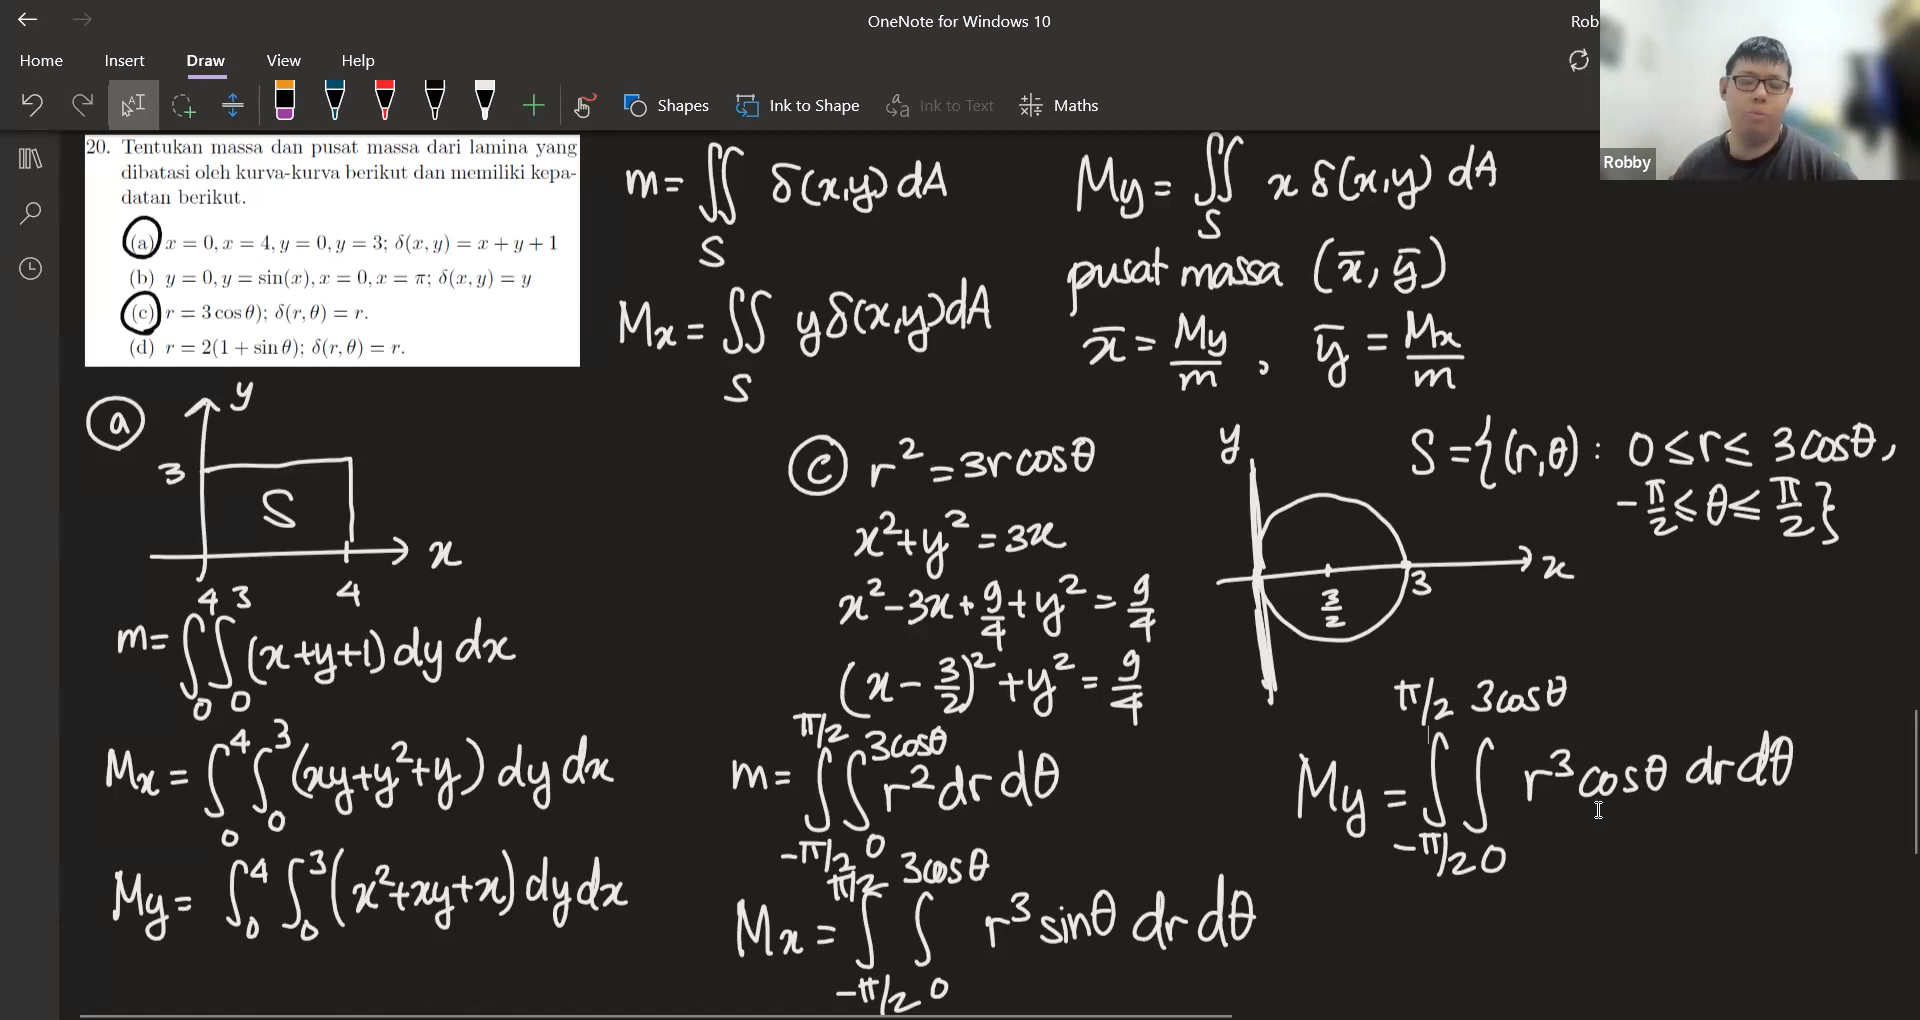 OneNote for Windows 10
Rob
Home Insert Draw View Help
Shapes Ink to Shape Ink to Text Maths
Robby
20. Tentukan massa dan pusat massa dari lamina yang
dibatasi oleh kurva-kurva berikut dan memiliki kepa-
datan berikut.
(a) x = 0, x = 4, y = 0, y = 3; δ(x, y) = x + y + 1
(b) y = 0, y = sin(x), x = 0, x = π; δ(x, y) = y
(c) r = 3 cos θ); δ(r, θ) = r.
(d) r = 2(1 + sin θ); δ(r, θ) = r.
m = ∬_S δ(x,y) dA
Mx = ∬_S y δ(x,y) dA
My = ∬_S x δ(x,y) dA
pusat massa (x̄, ȳ)
x̄ = My/m , ȳ = Mx/m
(a)
y
3
S
x
4
m = ∫_0^4 ∫_0^3 (x+y+1) dy dx
Mx = ∫_0^4 ∫_0^3 (xy+y²+y) dy dx
My = ∫_0^4 ∫_0^3 (x²+xy+x) dy dx
(c) r² = 3r cosθ
x²+y² = 3x
x²-3x+9/4+y² = 9/4
(x - 3/2)² + y² = 9/4
m = ∫_{-π/2}^{π/2} ∫_0^{3cosθ} r² dr dθ
Mx = ∫_{-π/2}^{π/2} ∫_0^{3cosθ} r³ sinθ dr dθ
y
x
3/2
3
S = {(r,θ) : 0 ≤ r ≤ 3cosθ,
-π/2 ≤ θ ≤ π/2}
My = ∫_{-π/2}^{π/2} ∫_0^{3cosθ} r³ cosθ dr dθ